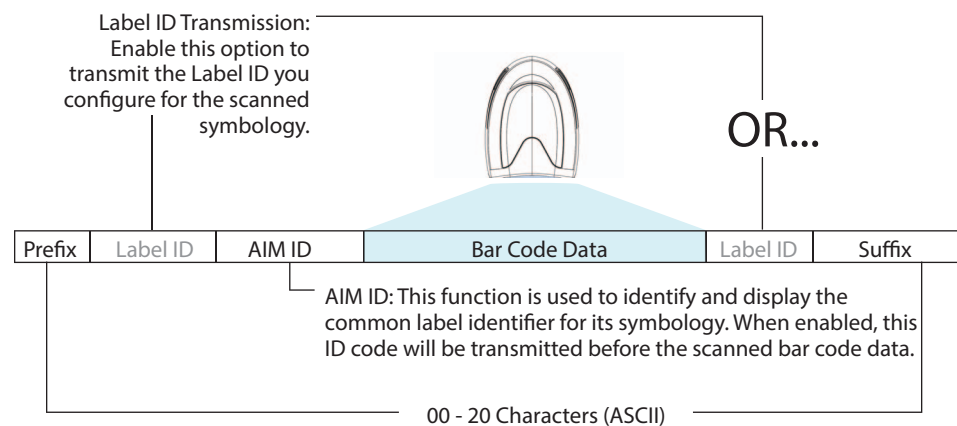 Label ID Transmission:
Enable this option to
transmit the Label ID you
configure for the scanned
symbology.
OR...
Prefix Label ID AIM ID Bar Code Data Label ID Suffix
AIM ID: This function is used to identify and display the
common label identifier for its symbology. When enabled, this
ID code will be transmitted before the scanned bar code data.
00 - 20 Characters (ASCII)